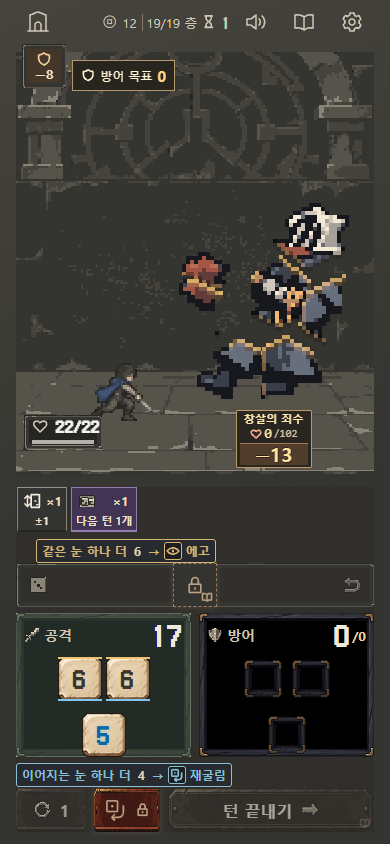 12 19/19 층 1
-8
방어 목표 0
22/22
창살의 죄수
0/102
-13
×1
±1
×1
다음 턴 1개
같은 눈 하나 더 6 → 에고
공격 17
방어 0/0
6 6
5
이어지는 눈 하나 더 4 → 재굴림
1
턴 끝내기 ➡